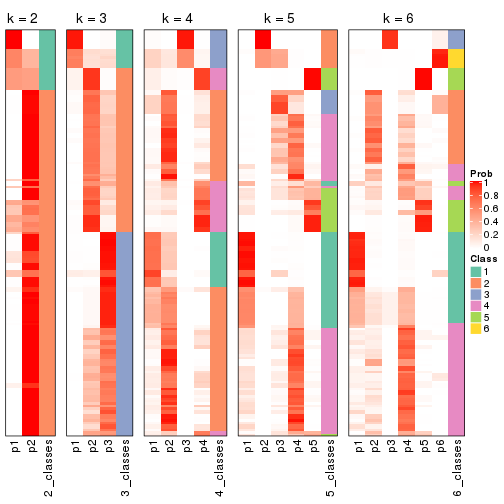 k = 2
k = 3
k = 4
k = 5
k = 6
p1
p2
2_classes
p1
p2
p3
3_classes
p1
p2
p3
p4
4_classes
p1
p2
p3
p4
p5
5_classes
p1
p2
p3
p4
p5
p6
6_classes
Prob
1
0.8
0.6
0.4
0.2
0
Class
1
2
3
4
5
6